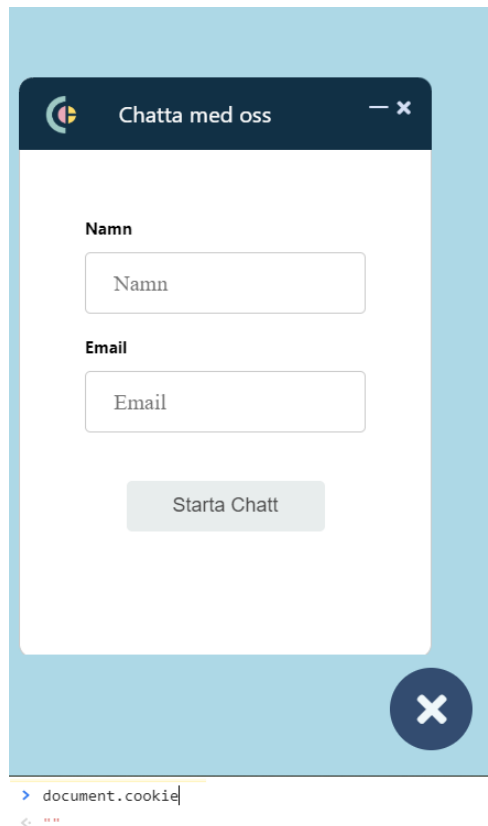 Chatta med oss
Namn
Namn
Email
Email
Starta Chatt
> document.cookie
<· ""